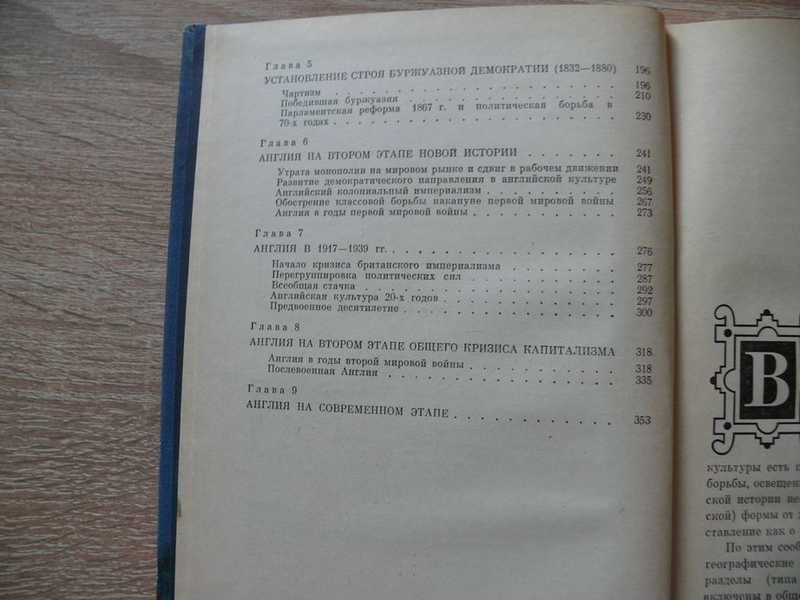 Глава 5
УСТАНОВЛЕНИЕ СТРОЯ БУРЖУАЗНОЙ ДЕМОКРАТИИ (1832—1880) 196
Чартизм . . . . . . . . . . . . . . . . . . . . 196
Победившая буржуазия . . . . . . . . . . . . . . . 210
Парламентская реформа 1867 г. и политическая борьба в
70-х годах . . . . . . . . . . . . . . . . . . . . 230
Глава 6
АНГЛИЯ НА ВТОРОМ ЭТАПЕ НОВОЙ ИСТОРИИ . . . . . . . 241
Утрата монополии на мировом рынке и сдвиг в рабочем движении 241
Развитие демократического направления в английской культуре 249
Английский колониальный империализм . . . . . . . . . 256
Обострение классовой борьбы накануне первой мировой войны 267
Англия в годы первой мировой войны . . . . . . . . . . 273
Глава 7
АНГЛИЯ В 1917—1939 гг. . . . . . . . . . . . . . . . 276
Начало кризиса британского империализма . . . . . . . 277
Перегруппировка политических сил . . . . . . . . . . 287
Всеобщая стачка . . . . . . . . . . . . . . . . . 292
Английская культура 20-х годов . . . . . . . . . . . 297
Предвоенное десятилетие . . . . . . . . . . . . . . 300
Глава 8
АНГЛИЯ НА ВТОРОМ ЭТАПЕ ОБЩЕГО КРИЗИСА КАПИТАЛИЗМА 318
Англия в годы второй мировой войны . . . . . . . . . . 318
Послевоенная Англия . . . . . . . . . . . . . . . . 335
Глава 9
АНГЛИЯ НА СОВРЕМЕННОМ ЭТАПЕ . . . . . . . . . . . 353
В
культуры есть
борьбы, освещен
ской истории
ской) формы от
ставление как о
По этим сооб
географические
разделы (типа
включены в общ